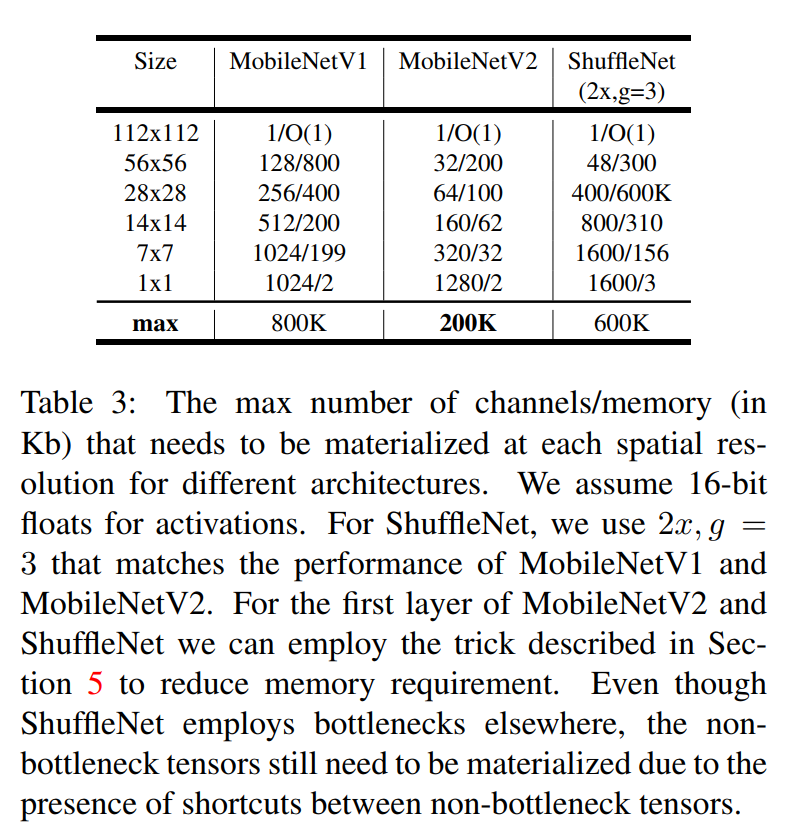 Size MobileNetV1 MobileNetV2 ShuffleNet
(2x,g=3)
112x112 1/O(1) 1/O(1) 1/O(1)
56x56 128/800 32/200 48/300
28x28 256/400 64/100 400/600K
14x14 512/200 160/62 800/310
7x7 1024/199 320/32 1600/156
1x1 1024/2 1280/2 1600/3
max 800K 200K 600K
Table 3: The max number of channels/memory (in
Kb) that needs to be materialized at each spatial res-
olution for different architectures. We assume 16-bit
floats for activations. For ShuffleNet, we use 2x, g =
3 that matches the performance of MobileNetV1 and
MobileNetV2. For the first layer of MobileNetV2 and
ShuffleNet we can employ the trick described in Sec-
tion 5 to reduce memory requirement. Even though
ShuffleNet employs bottlenecks elsewhere, the non-
bottleneck tensors still need to be materialized due to the
presence of shortcuts between non-bottleneck tensors.